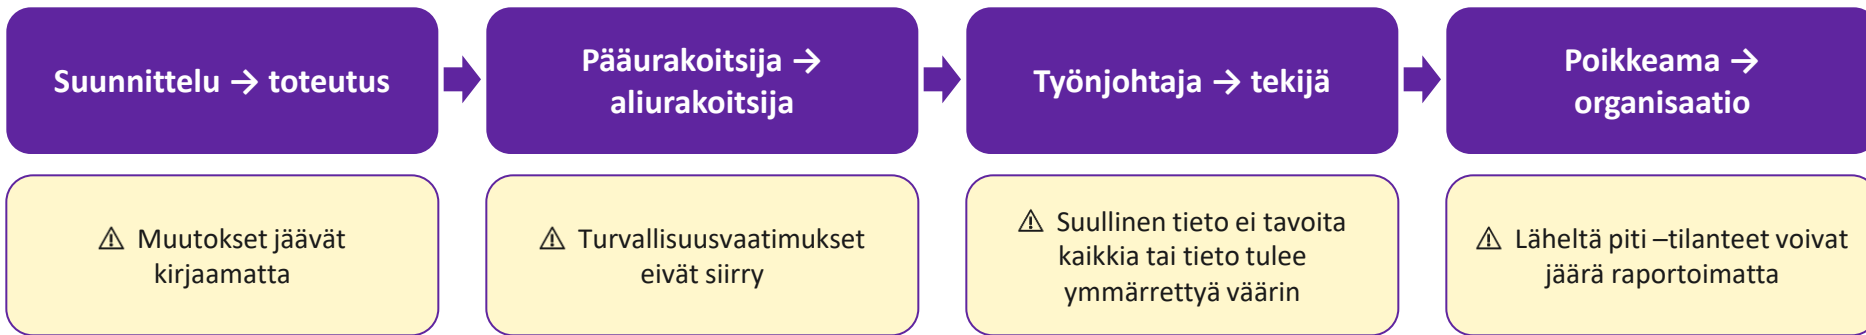 Suunnittelu → toteutus
Pääurakoitsija →
aliurakoitsija
Työnjohtaja → tekijä
Poikkeama →
organisaatio
⚠ Muutokset jäävät
kirjaamatta
⚠ Turvallisuusvaatimukset
eivät siirry
⚠ Suullinen tieto ei tavoita
kaikkia tai tieto tulee
ymmärrettyä väärin
⚠ Läheltä piti –tilanteet voivat
jäärä raportoimatta